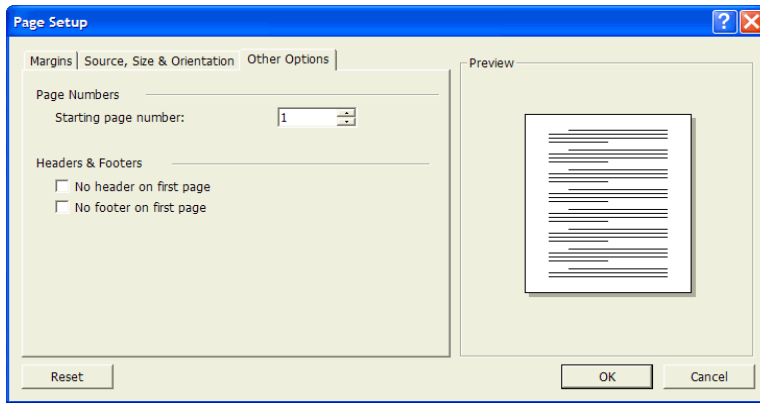 Page Setup
Margins Source, Size & Orientation Other Options
Preview
Page Numbers
Starting page number: 1
Headers & Footers
No header on first page
No footer on first page
Reset OK Cancel